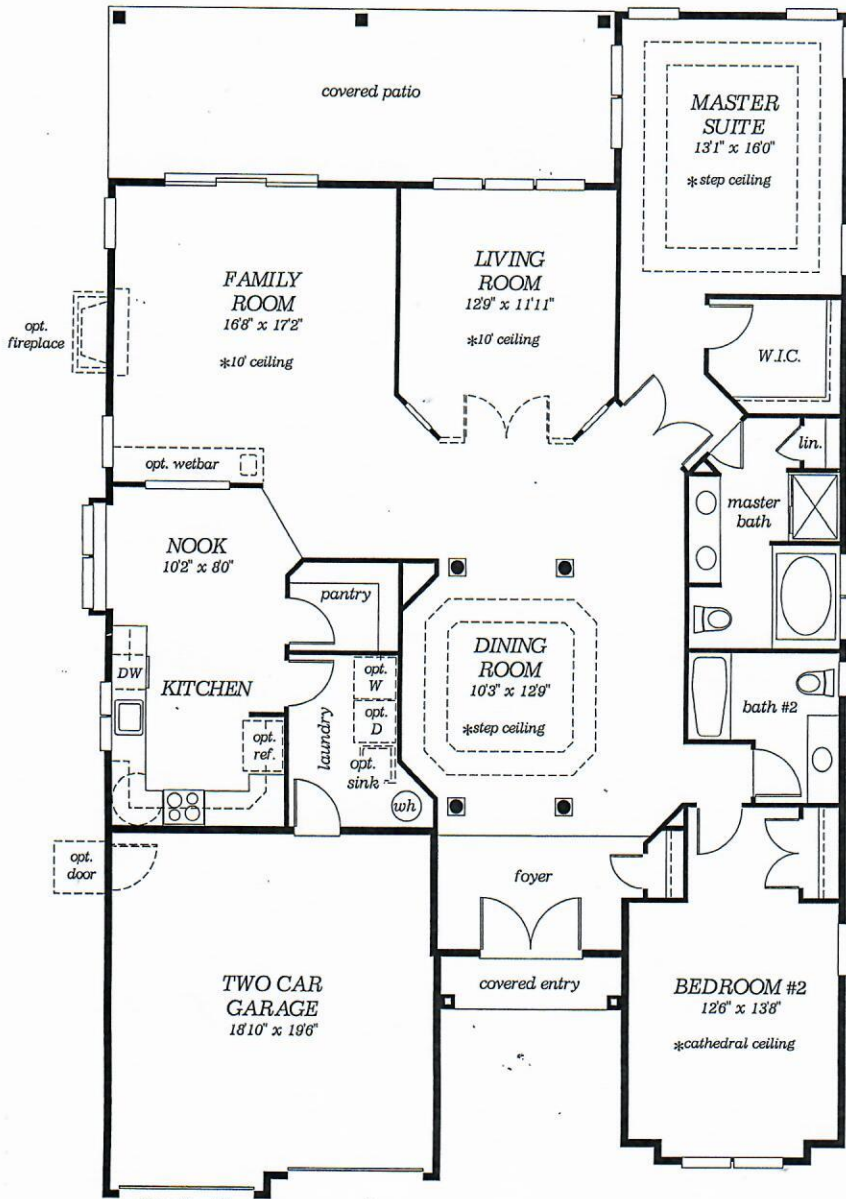 covered patio
MASTER
SUITE
13'1" x 16'0"
*step ceiling
FAMILY
ROOM
16'8" x 17'2"
*10' ceiling
LIVING
ROOM
12'9" x 11'11"
*10' ceiling
opt.
fireplace
W.I.C.
opt. wetbar
lin.
master
bath
NOOK
10'2" x 8'0"
pantry
DINING
ROOM
10'3" x 12'9"
*step ceiling
DW
KITCHEN
opt.
W
opt.
D
opt.
sink
laundry
opt.
ref.
wh
bath #2
opt.
door
foyer
covered entry
TWO CAR
GARAGE
18'10" x 19'6"
BEDROOM #2
12'6" x 13'8"
*cathedral ceiling